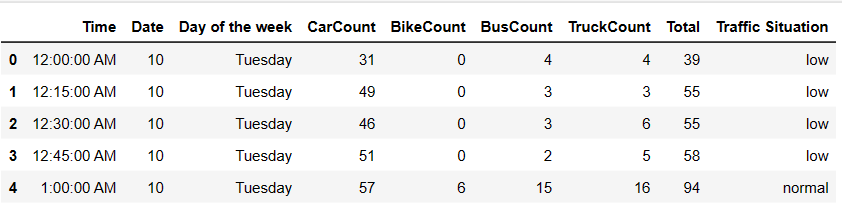 Time Date Day of the week CarCount BikeCount BusCount TruckCount Total Traffic Situation
0 12:00:00 AM 10 Tuesday 31 0 4 4 39 low
1 12:15:00 AM 10 Tuesday 49 0 3 3 55 low
2 12:30:00 AM 10 Tuesday 46 0 3 6 55 low
3 12:45:00 AM 10 Tuesday 51 0 2 5 58 low
4 1:00:00 AM 10 Tuesday 57 6 15 16 94 normal